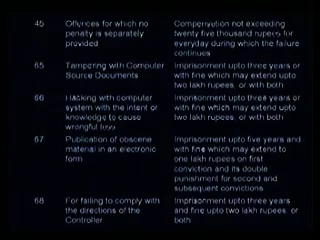 45 Offences for which no Compensation not exceeding
penalty is separately twenty five thousand rupees for
provided everyday during which the failure
continues
65 Tampering with Computer Imprisonment upto three years or
Source Documents with fine which may extend upto
two lakh rupees, or with both
66 Hacking with computer Imprisonment upto three years or
system with the intent or with fine which may extend upto
knowledge to cause two lakh rupees, or with both
wrongful loss
67 Publication of obscene Imprisonment upto five years and
material in an electronic with fine which may extend to
form one lakh rupees on first
conviction and its double
punishment for second and
subsequent convictions
68 For failing to comply with Imprisonment upto three years
the directions of the and fine upto two lakh rupees, or
Controller both